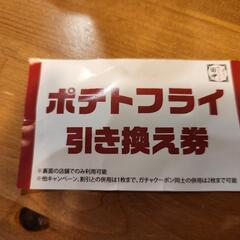 ポテトフライ
引き換え券
※裏面の店舗でのみ利用可能
※他キャンペーン、割引との併用は1枚まで、ガチャクーポン同士の併用は2枚まで可能